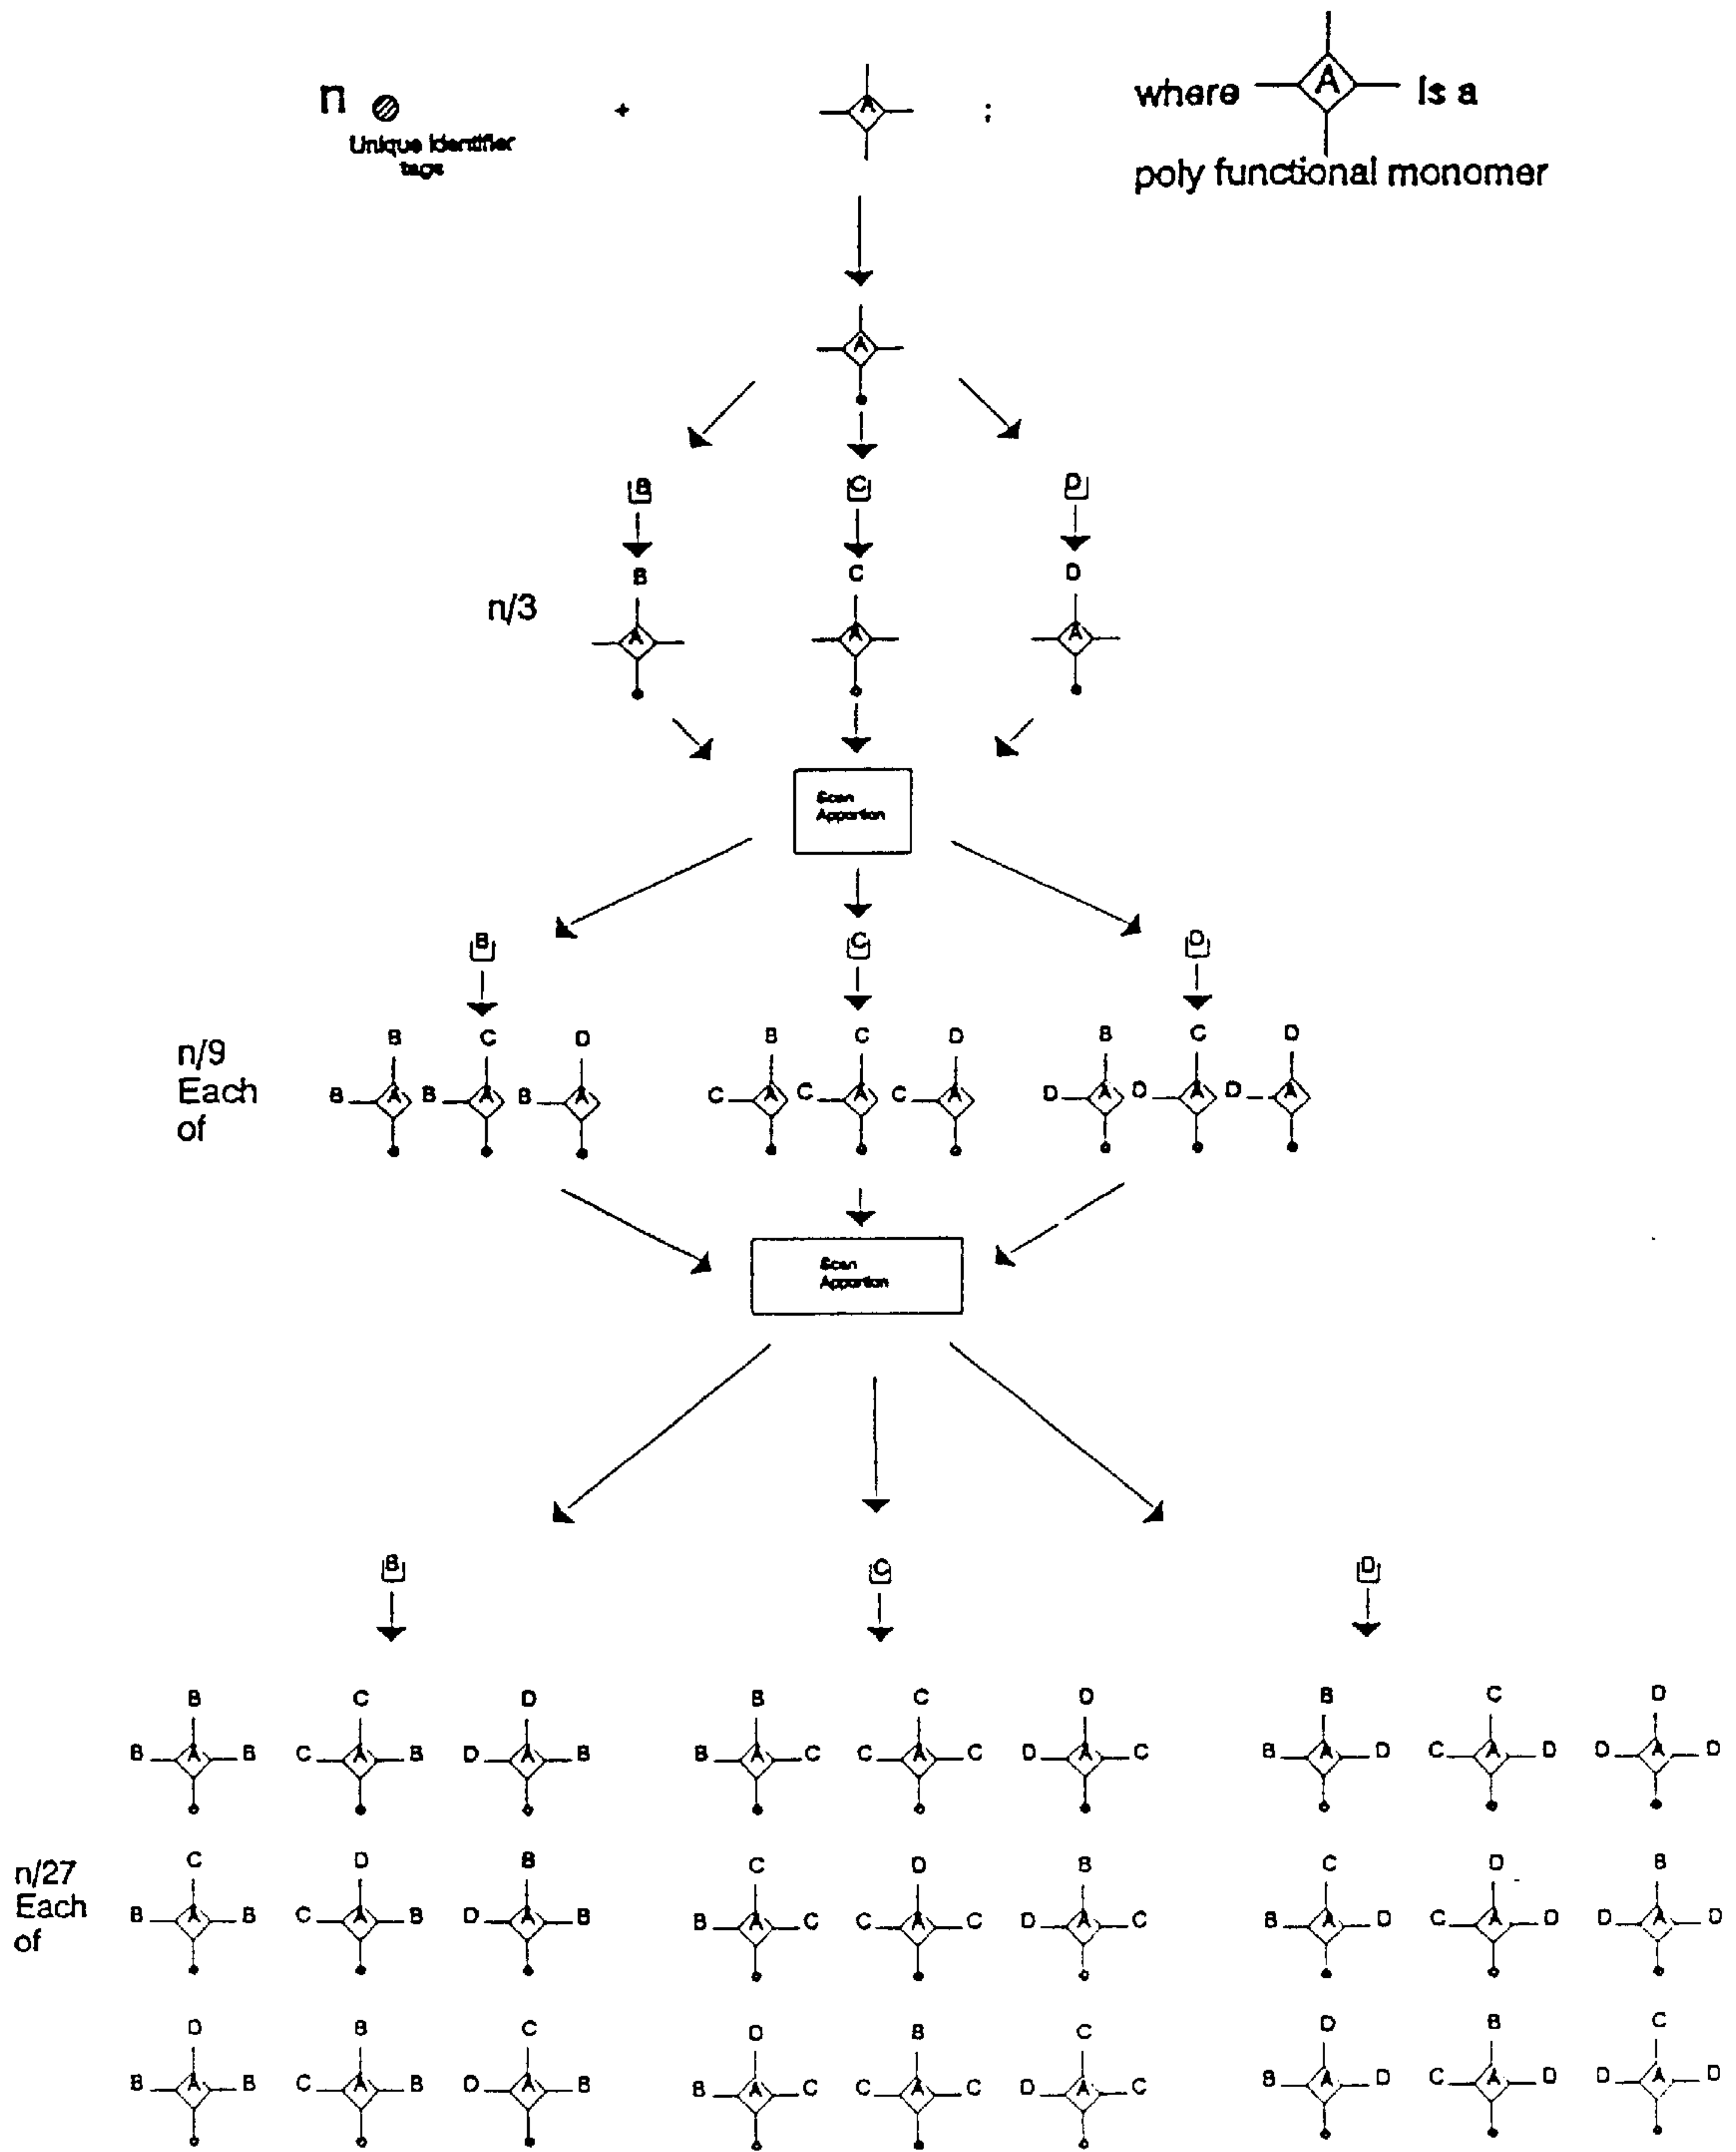 n
Unique Identifier
tags
+
A
;
where A is a
poly functional monomer
A
B C D
B C D
n/3
A A A
Scan
Apportion
B C D
B C D B C D B C D
n/9
Each
of
B A B A B A C A C A C A D A D A D A
Scan
Apportion
B C D
B C D B C D B C D
B A B C A B D A B B A C C A C D A C B A D C A D D A D
C D B C D B C D B
n/27
Each
of
B A B C A B D A B B A C C A C D A C B A D C A D D A D
D B C D B C D B C
B A B C A B D A B B A C C A C D A C B A D C A D D A D